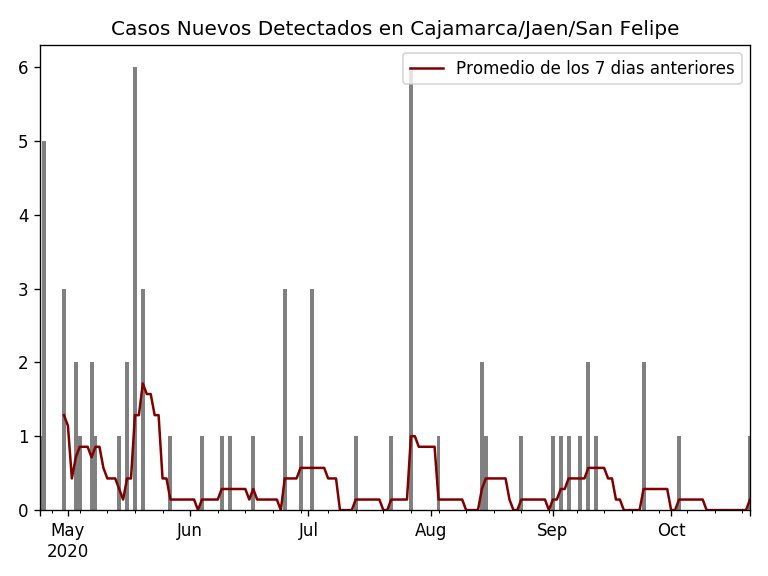 Casos Nuevos Detectados en Cajamarca/Jaen/San Felipe
Promedio de los 7 dias anteriores
6
5
4
3
2
1
0
May Jun Jul Aug Sep Oct
2020